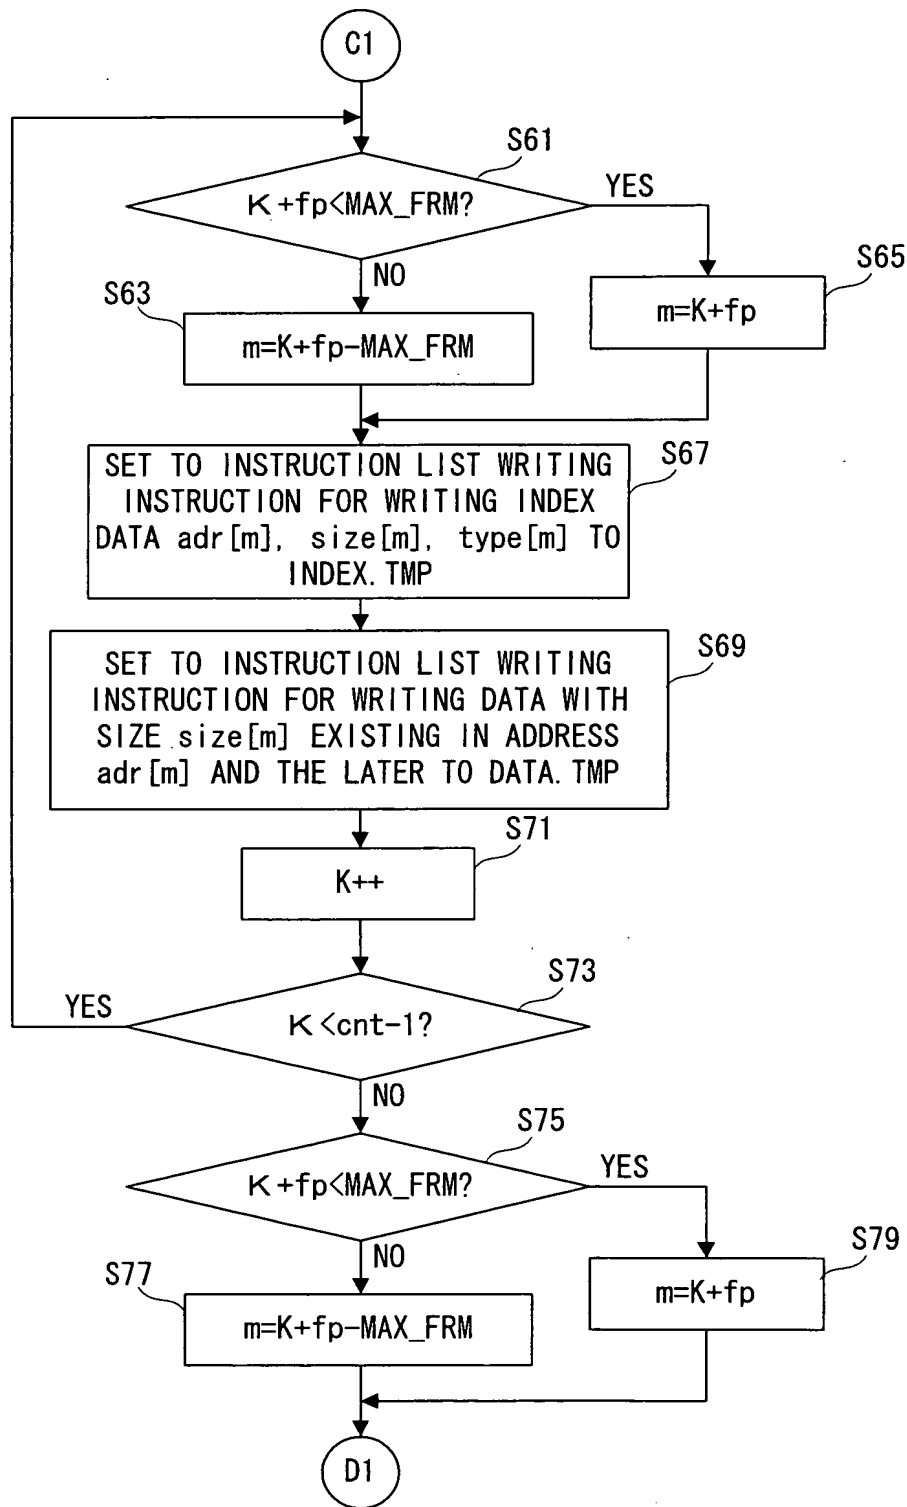 C1
S61
K+fp<MAX_FRM?
YES
NO
S65
m=K+fp
S63
m=K+fp-MAX_FRM
S67
SET TO INSTRUCTION LIST WRITING
INSTRUCTION FOR WRITING INDEX
DATA adr[m], size[m], type[m] TO
INDEX.TMP
S69
SET TO INSTRUCTION LIST WRITING
INSTRUCTION FOR WRITING DATA WITH
SIZE size[m] EXISTING IN ADDRESS
adr[m] AND THE LATER TO DATA.TMP
S71
K++
S73
YES
K<cnt-1?
NO
S75
K+fp<MAX_FRM?
YES
NO
S79
m=K+fp
S77
m=K+fp-MAX_FRM
D1